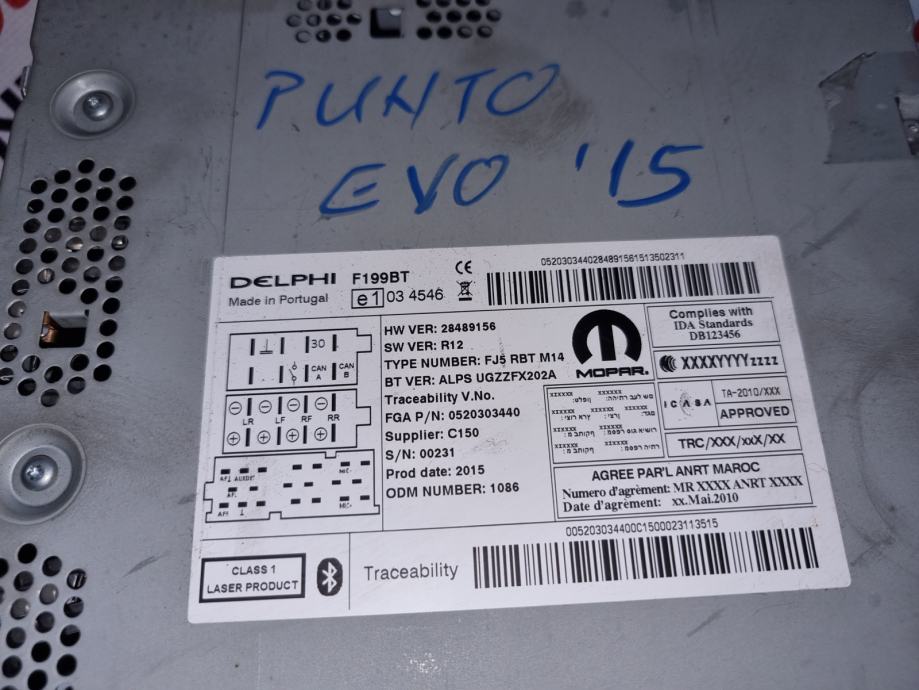 PUNTO
EVO '15
DELPHI F199BT CE
Made in Portugal
e1 03 4546
0520303440284891561513502311
30
CAN A
CAN B
LR LF RF RR
HW VER: 28489156
SW VER: R12
TYPE NUMBER: FJ5 RBT M14
BT VER: ALPS UGZZFX202A
Traceability V.No.
FGA P/N: 0520303440
Supplier: C150
S/N: 00231
Prod date: 2015
ODM NUMBER: 1086
MOPAR.
Complies with
IDA Standards
DB123456
XXXXYYYYzzzz
ICASA
TA-2010/XXX
APPROVED
TRC/XXX/xxX/XX
AGREE PAR'L ANRT MAROC
Numero d'agrèment: MR XXXX ANRT XXXX
Date d'agrèment: xx.Mai.2010
005203034400C1500023113515
CLASS 1
LASER PRODUCT
Traceability